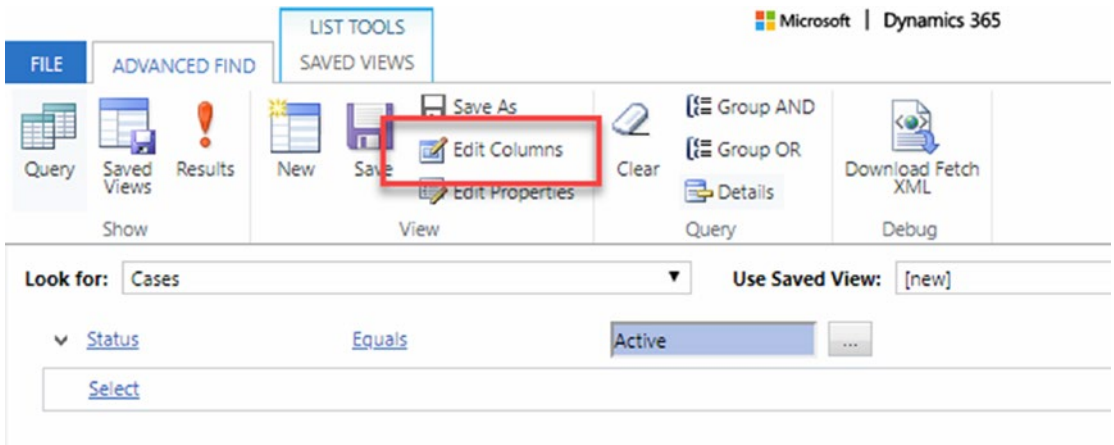 LIST TOOLS
Microsoft | Dynamics 365
FILE
ADVANCED FIND
SAVED VIEWS
Query
Saved Views
Results
New
Save
Save As
Edit Columns
Edit Properties
Clear
[{≡ Group AND
[{≡ Group OR
Details
Download Fetch XML
Show
View
Query
Debug
Look for: Cases
Use Saved View: [new]
Status Equals Active ...
Select